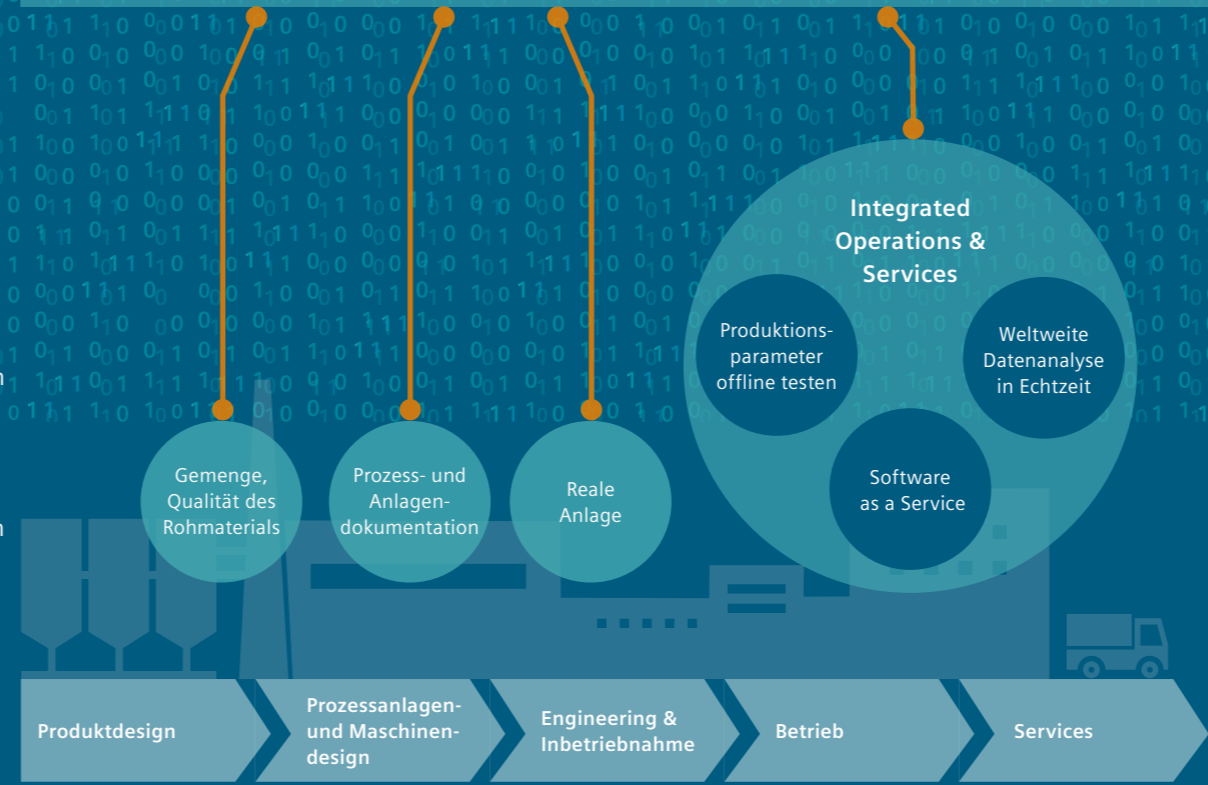 Integrated
Operations &
Services
Produktions-
parameter
offline testen
Weltweite
Datenanalyse
in Echtzeit
Software
as a Service
Gemenge,
Qualität des
Rohmaterials
Prozess- und
Anlagen-
dokumentation
Reale
Anlage
Produktdesign
Prozessanlagen-
und Maschinen-
design
Engineering &
Inbetriebnahme
Betrieb
Services